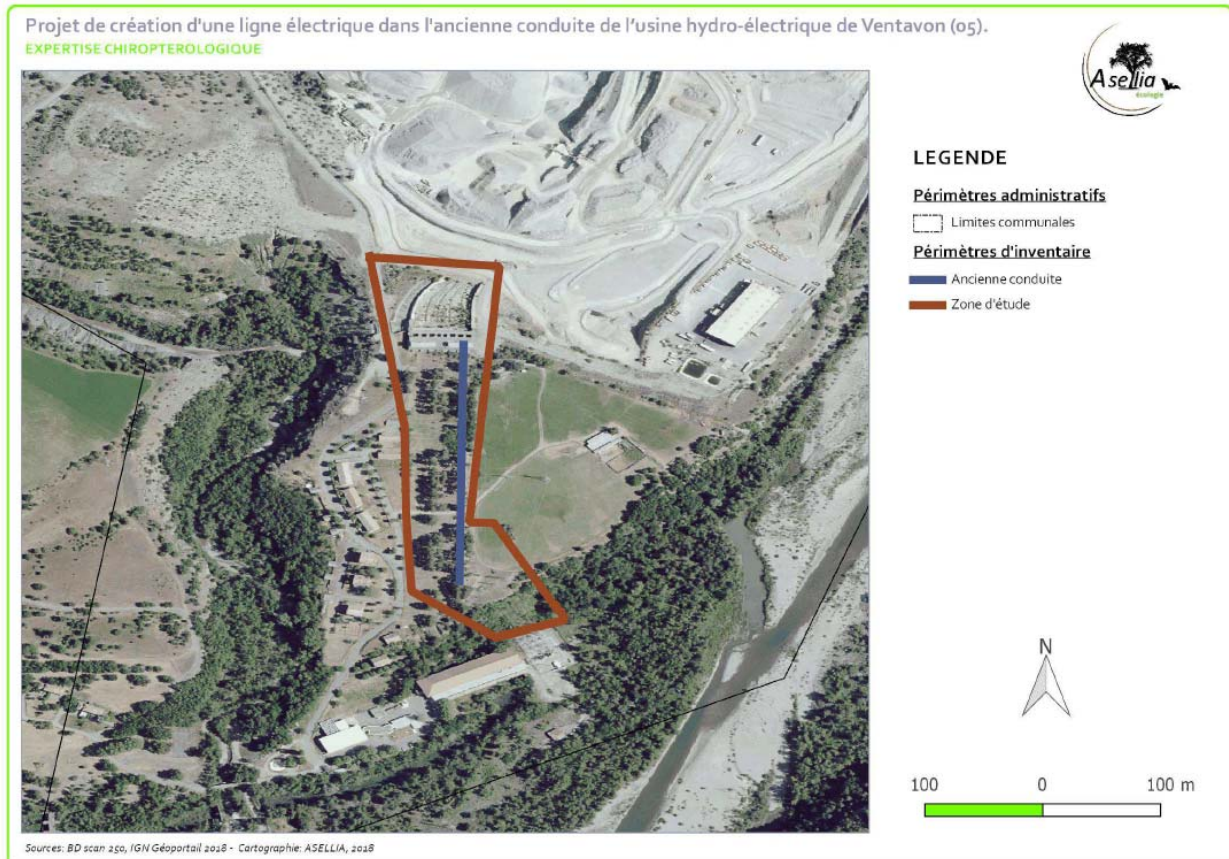 Projet de création d'une ligne électrique dans l'ancienne conduite de l'usine hydro-électrique de Ventavon (05).
EXPERTISE CHIROPTEROLOGIQUE
Asellia
écologie
LEGENDE
Périmètres administratifs
Limites communales
Périmètres d'inventaire
Ancienne conduite
Zone d'étude
N
100 0 100 m
Sources: BD scan 250, IGN Géoportail 2018 - Cartographie: ASELLIA, 2018